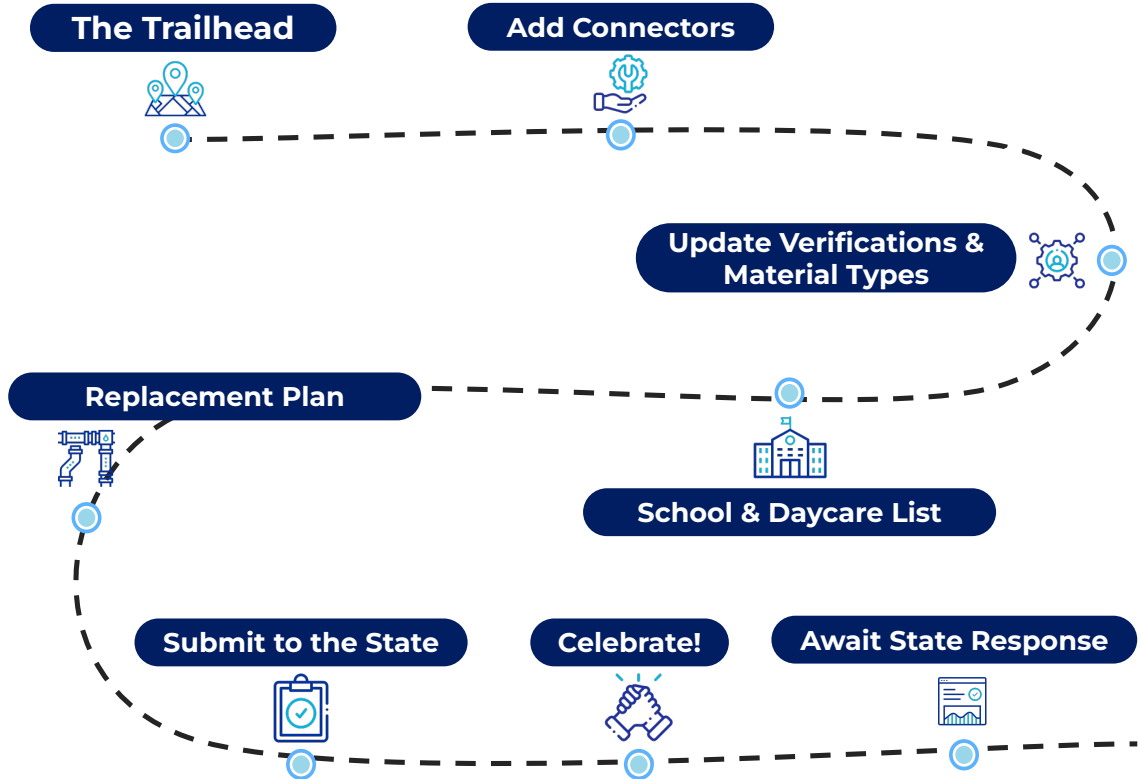 The Trailhead
Add Connectors
Update Verifications &
Material Types
Replacement Plan
School & Daycare List
Submit to the State
Celebrate!
Await State Response